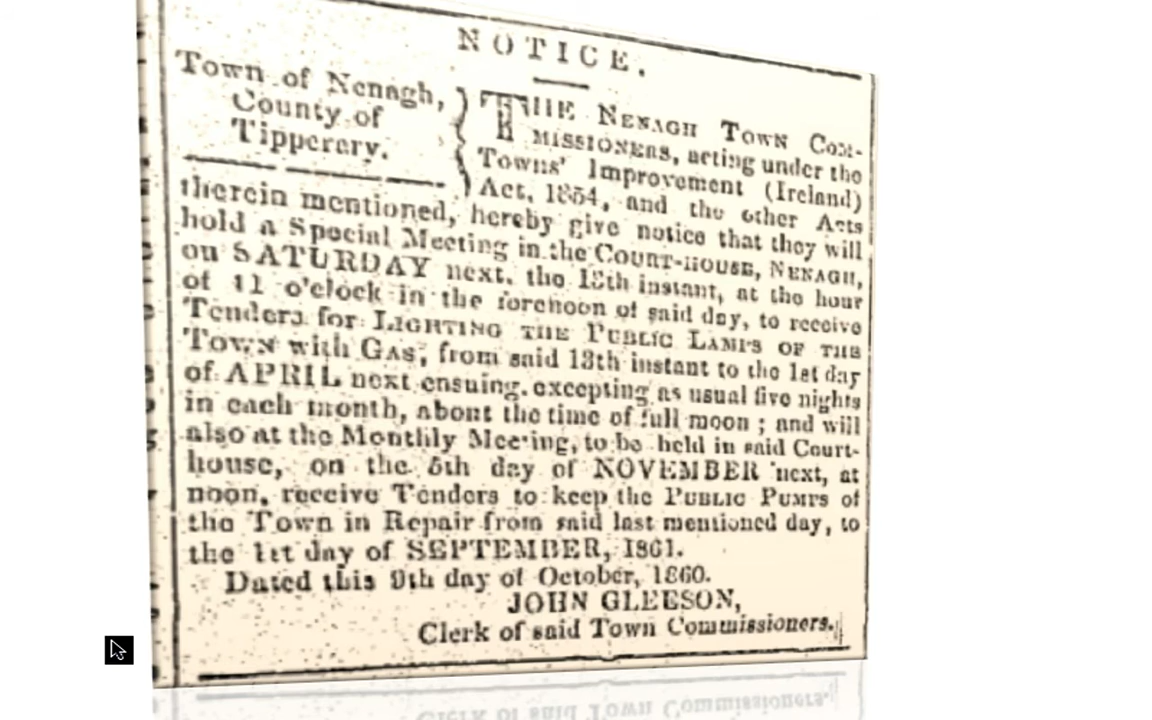 NOTICE.
Town of Nenagh,
County of
Tipperary.
THE NENAGH TOWN COM-
MISSIONERS, acting under the
Towns' Improvement (Ireland)
Act, 1854, and the other Acts
therein mentioned, hereby give notice that they will
hold a Special Meeting in the COURT-HOUSE, NENAGH,
on SATURDAY next, the 13th instant, at the hour
of 11 o'clock in the forenoon of said day, to receive
Tenders for LIGHTING THE PUBLIC LAMPS OF THE
TOWN with GAS, from said 13th instant to the 1st day
of APRIL next ensuing, excepting as usual five nights
in each month, about the time of full moon ; and will
also at the Monthly Meeting, to be held in said Court-
house, on the 5th day of NOVEMBER next, at
noon, receive Tenders to keep the PUBLIC PUMPS of
the Town in Repair from said last mentioned day, to
the 1st day of SEPTEMBER, 1861.
Dated this 9th day of October, 1860.
JOHN GLEESON,
Clerk of said Town Commissioners.